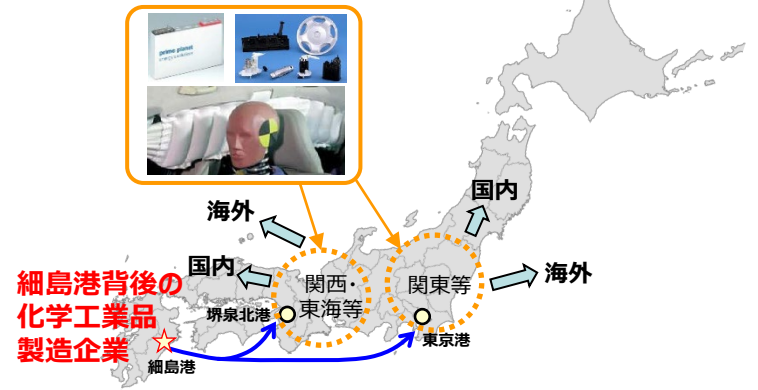 prime planet
国内
海外
海外
国内
関西・
東海等
関東等
細島港背後の
化学工業品
製造企業
堺泉北港
東京港
細島港